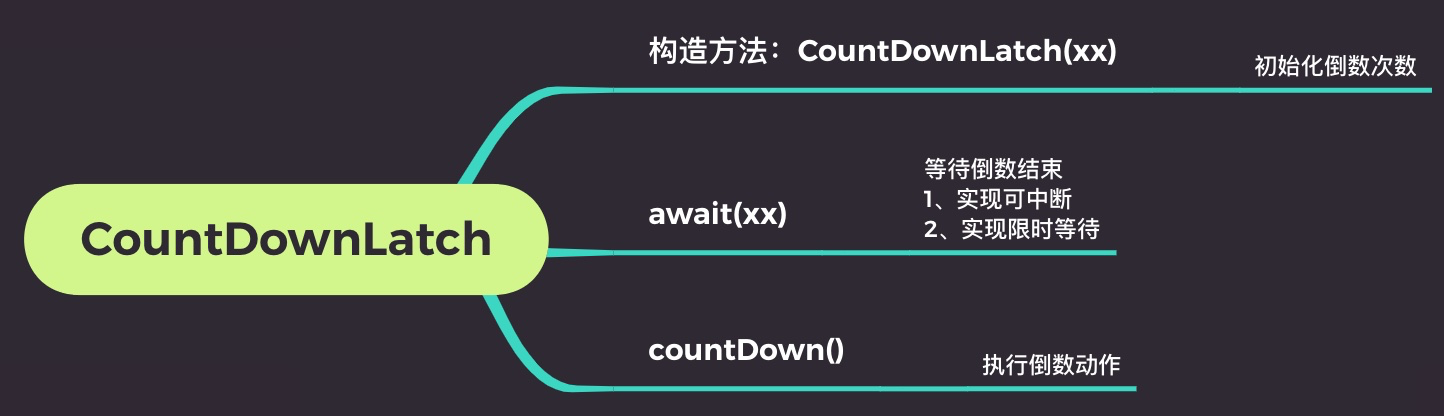 构造方法：CountDownLatch(xx)
初始化倒数次数
CountDownLatch
await(xx)
等待倒数结束
1、实现可中断
2、实现限时等待
countDown()
执行倒数动作